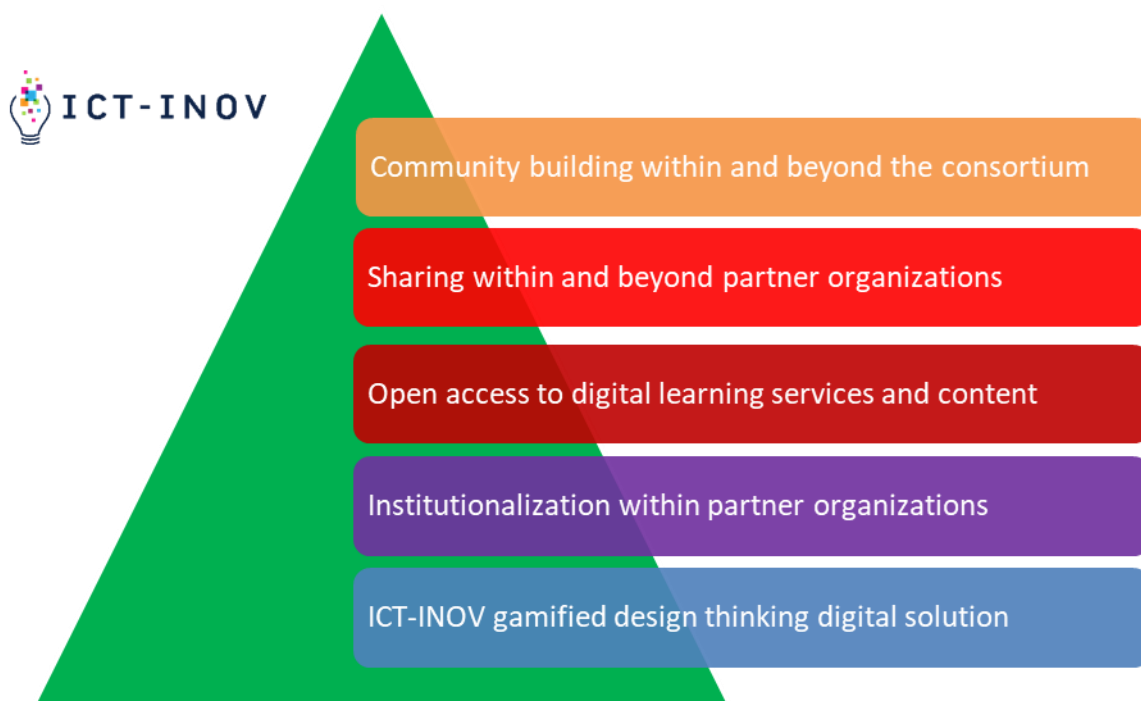 ICT-INOV
Community building within and beyond the consortium
Sharing within and beyond partner organizations
Open access to digital learning services and content
Institutionalization within partner organizations
ICT-INOV gamified design thinking digital solution